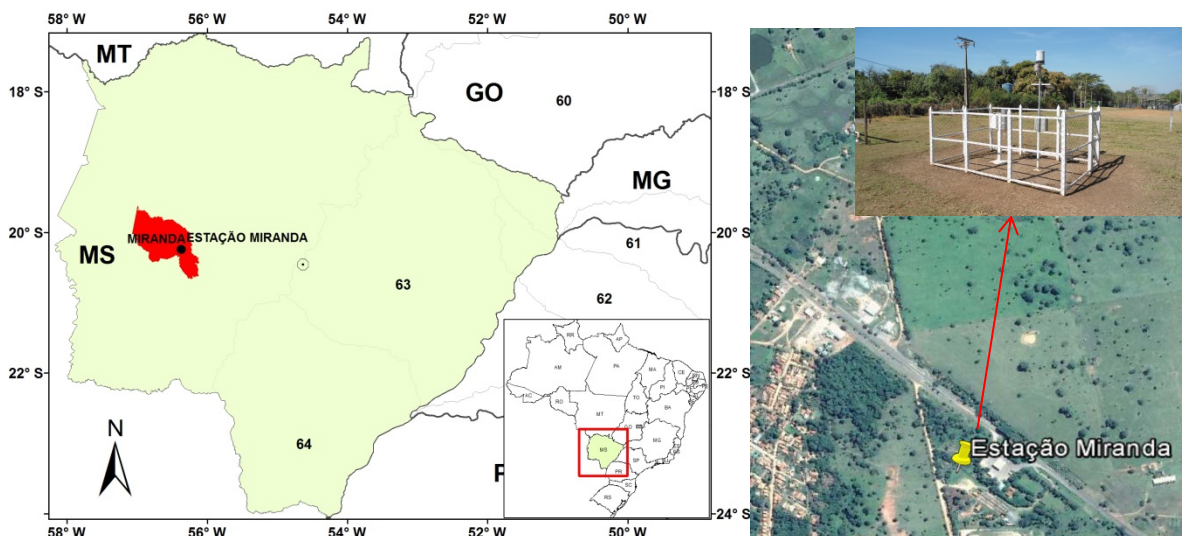 58° W
56° W
54° W
52° W
50° W
MT
18° S
GO
60
MG
20° S
MIRANDA
ESTAÇÃO MIRANDA
MS
61
63
62
22° S
22° S
RR
AP
AM
PA
MA
CE
PI
AC
TO
RO
BA
MT
GO
MG
MS
SP
PR
SC
RS
64
N
24° S
58° W
56° W
54° W
52° W
50° W
Estação Miranda